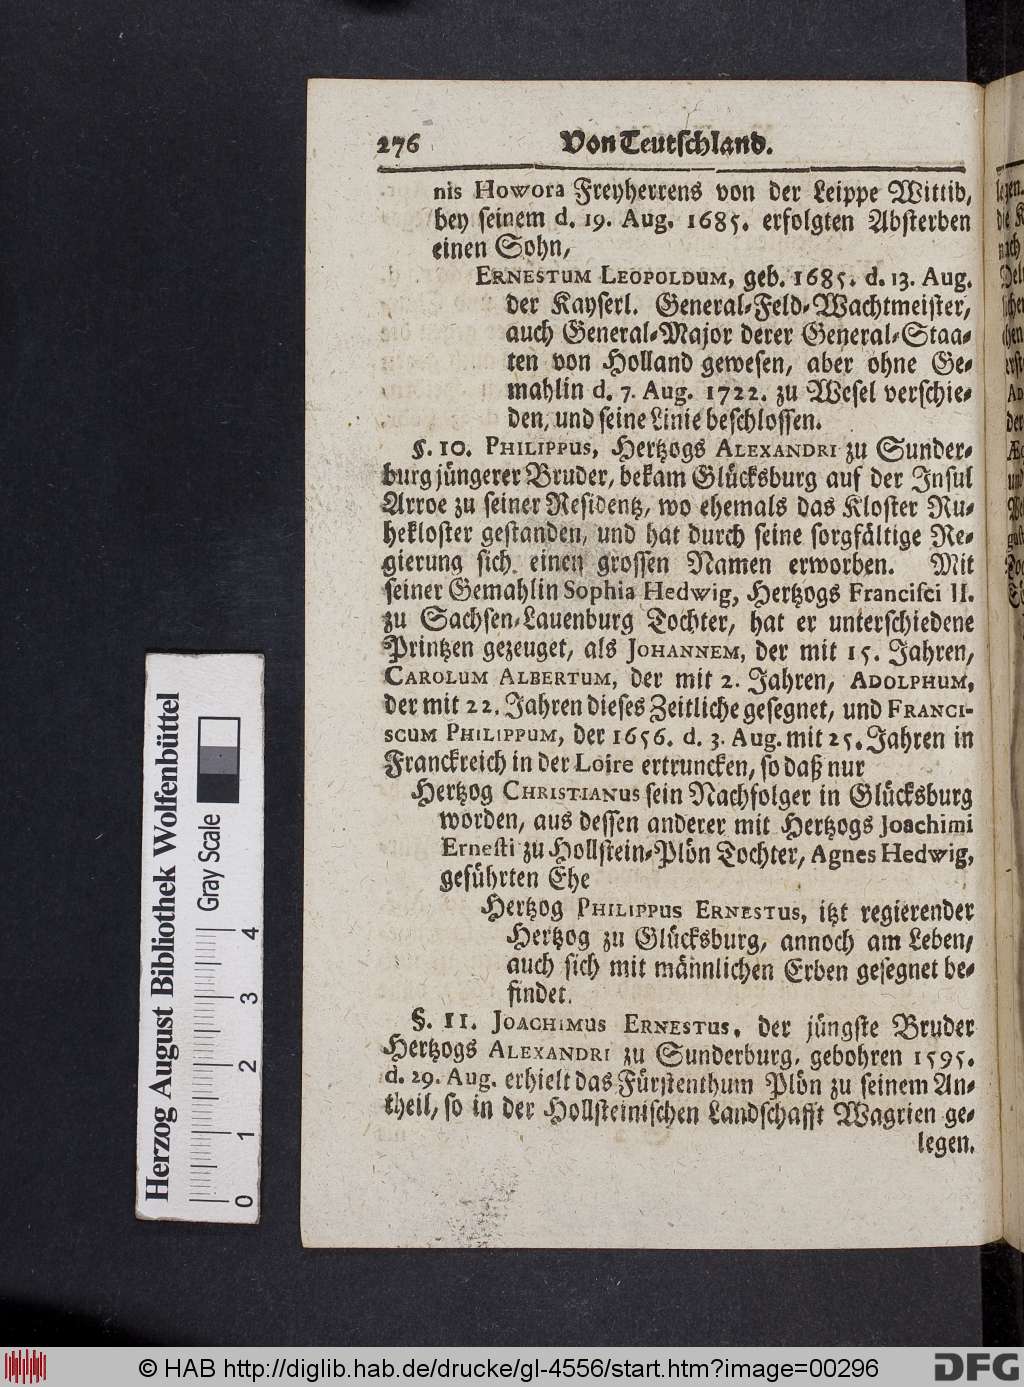 276 Von Teutschland.
nis Howora Freyherrens von der Leippe Wittib,
bey seinem d. 19. Aug. 1685. erfolgten Absterben
einen Sohn,
ERNESTUM LEOPOLDUM, geb. 1685. d. 13. Aug.
der Kayserl. General-Feld-Wachtmeister,
auch General-Major derer General-Staa-
ten von Holland gewesen, aber ohne Ge-
mahlin d. 7. Aug. 1722. zu Wesel verschie-
den, und seine Linie beschlossen.
§. 10. PHILIPPUS, Hertzogs ALEXANDRI zu Sunder-
burg jüngerer Bruder, bekam Glücksburg auf der Insul
Arroe zu seiner Residentz, wo ehemals das Kloster Ru-
hekloster gestanden, und hat durch seine sorgfältige Re-
gierung sich einen grossen Namen erworben. Mit
seiner Gemahlin Sophia Hedwig, Hertzogs Francisci II.
zu Sachsen-Lauenburg Tochter, hat er unterschiedene
Printzen gezeuget, als JOHANNEM, der mit 15. Jahren,
CAROLUM ALBERTUM, der mit 2. Jahren, ADOLPHUM,
der mit 22. Jahren dieses Zeitliche gesegnet, und FRANCI-
SCUM PHILIPPUM, der 1656. d. 3. Aug. mit 25. Jahren in
Franckreich in der Loire ertruncken, so daß nur
Hertzog CHRISTIANUS sein Nachfolger in Glücksburg
worden, aus dessen anderer mit Hertzogs Joachimi
Ernesti zu Hollstein-Plön Tochter, Agnes Hedwig,
geführten Ehe
Hertzog PHILIPPUS ERNESTUS, itzt regierender
Hertzog zu Glücksburg, annoch am Leben,
auch sich mit männlichen Erben gesegnet be-
findet.
§. 11. JOACHIMUS ERNESTUS, der jüngste Bruder
Hertzogs ALEXANDRI zu Sunderburg, gebohren 1595.
d. 29. Aug. erhielt das Fürstenthum Plön zu seinem An-
theil, so in der Hollsteinischen Landschafft Wagrien ge-
legen.
Herzog August Bibliothek Wolfenbüttel
Gray Scale
0 1 2 3 4
© HAB http://diglib.hab.de/drucke/gl-4556/start.htm?image=00296
DFG